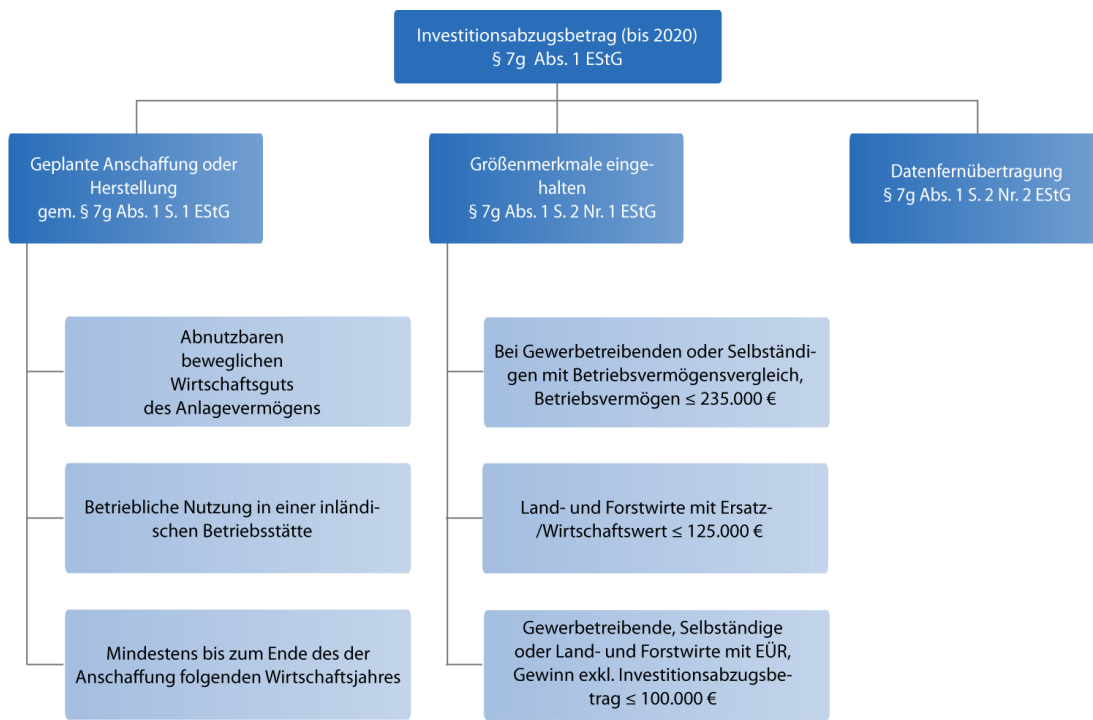 Investitionsabzugsbetrag (bis 2020)
§ 7g Abs. 1 EStG
Geplante Anschaffung oder
Herstellung
gem. § 7g Abs. 1 S. 1 EStG
Größenmerkmale einge-
halten
§ 7g Abs. 1 S. 2 Nr. 1 EStG
Datenfernübertragung
§ 7g Abs. 1 S. 2 Nr. 2 EStG
Abnutzbaren
beweglichen
Wirtschaftsguts
des Anlagevermögens
Betriebliche Nutzung in einer inländi-
schen Betriebsstätte
Mindestens bis zum Ende des der
Anschaffung folgenden Wirtschaftsjahres
Bei Gewerbetreibenden oder Selbständi-
gen mit Betriebsvermögensvergleich,
Betriebsvermögen ≤ 235.000 €
Land- und Forstwirte mit Ersatz-
/Wirtschaftswert ≤ 125.000 €
Gewerbetreibende, Selbständige
oder Land- und Forstwirte mit EÜR,
Gewinn exkl. Investitionsabzugsbe-
trag ≤ 100.000 €